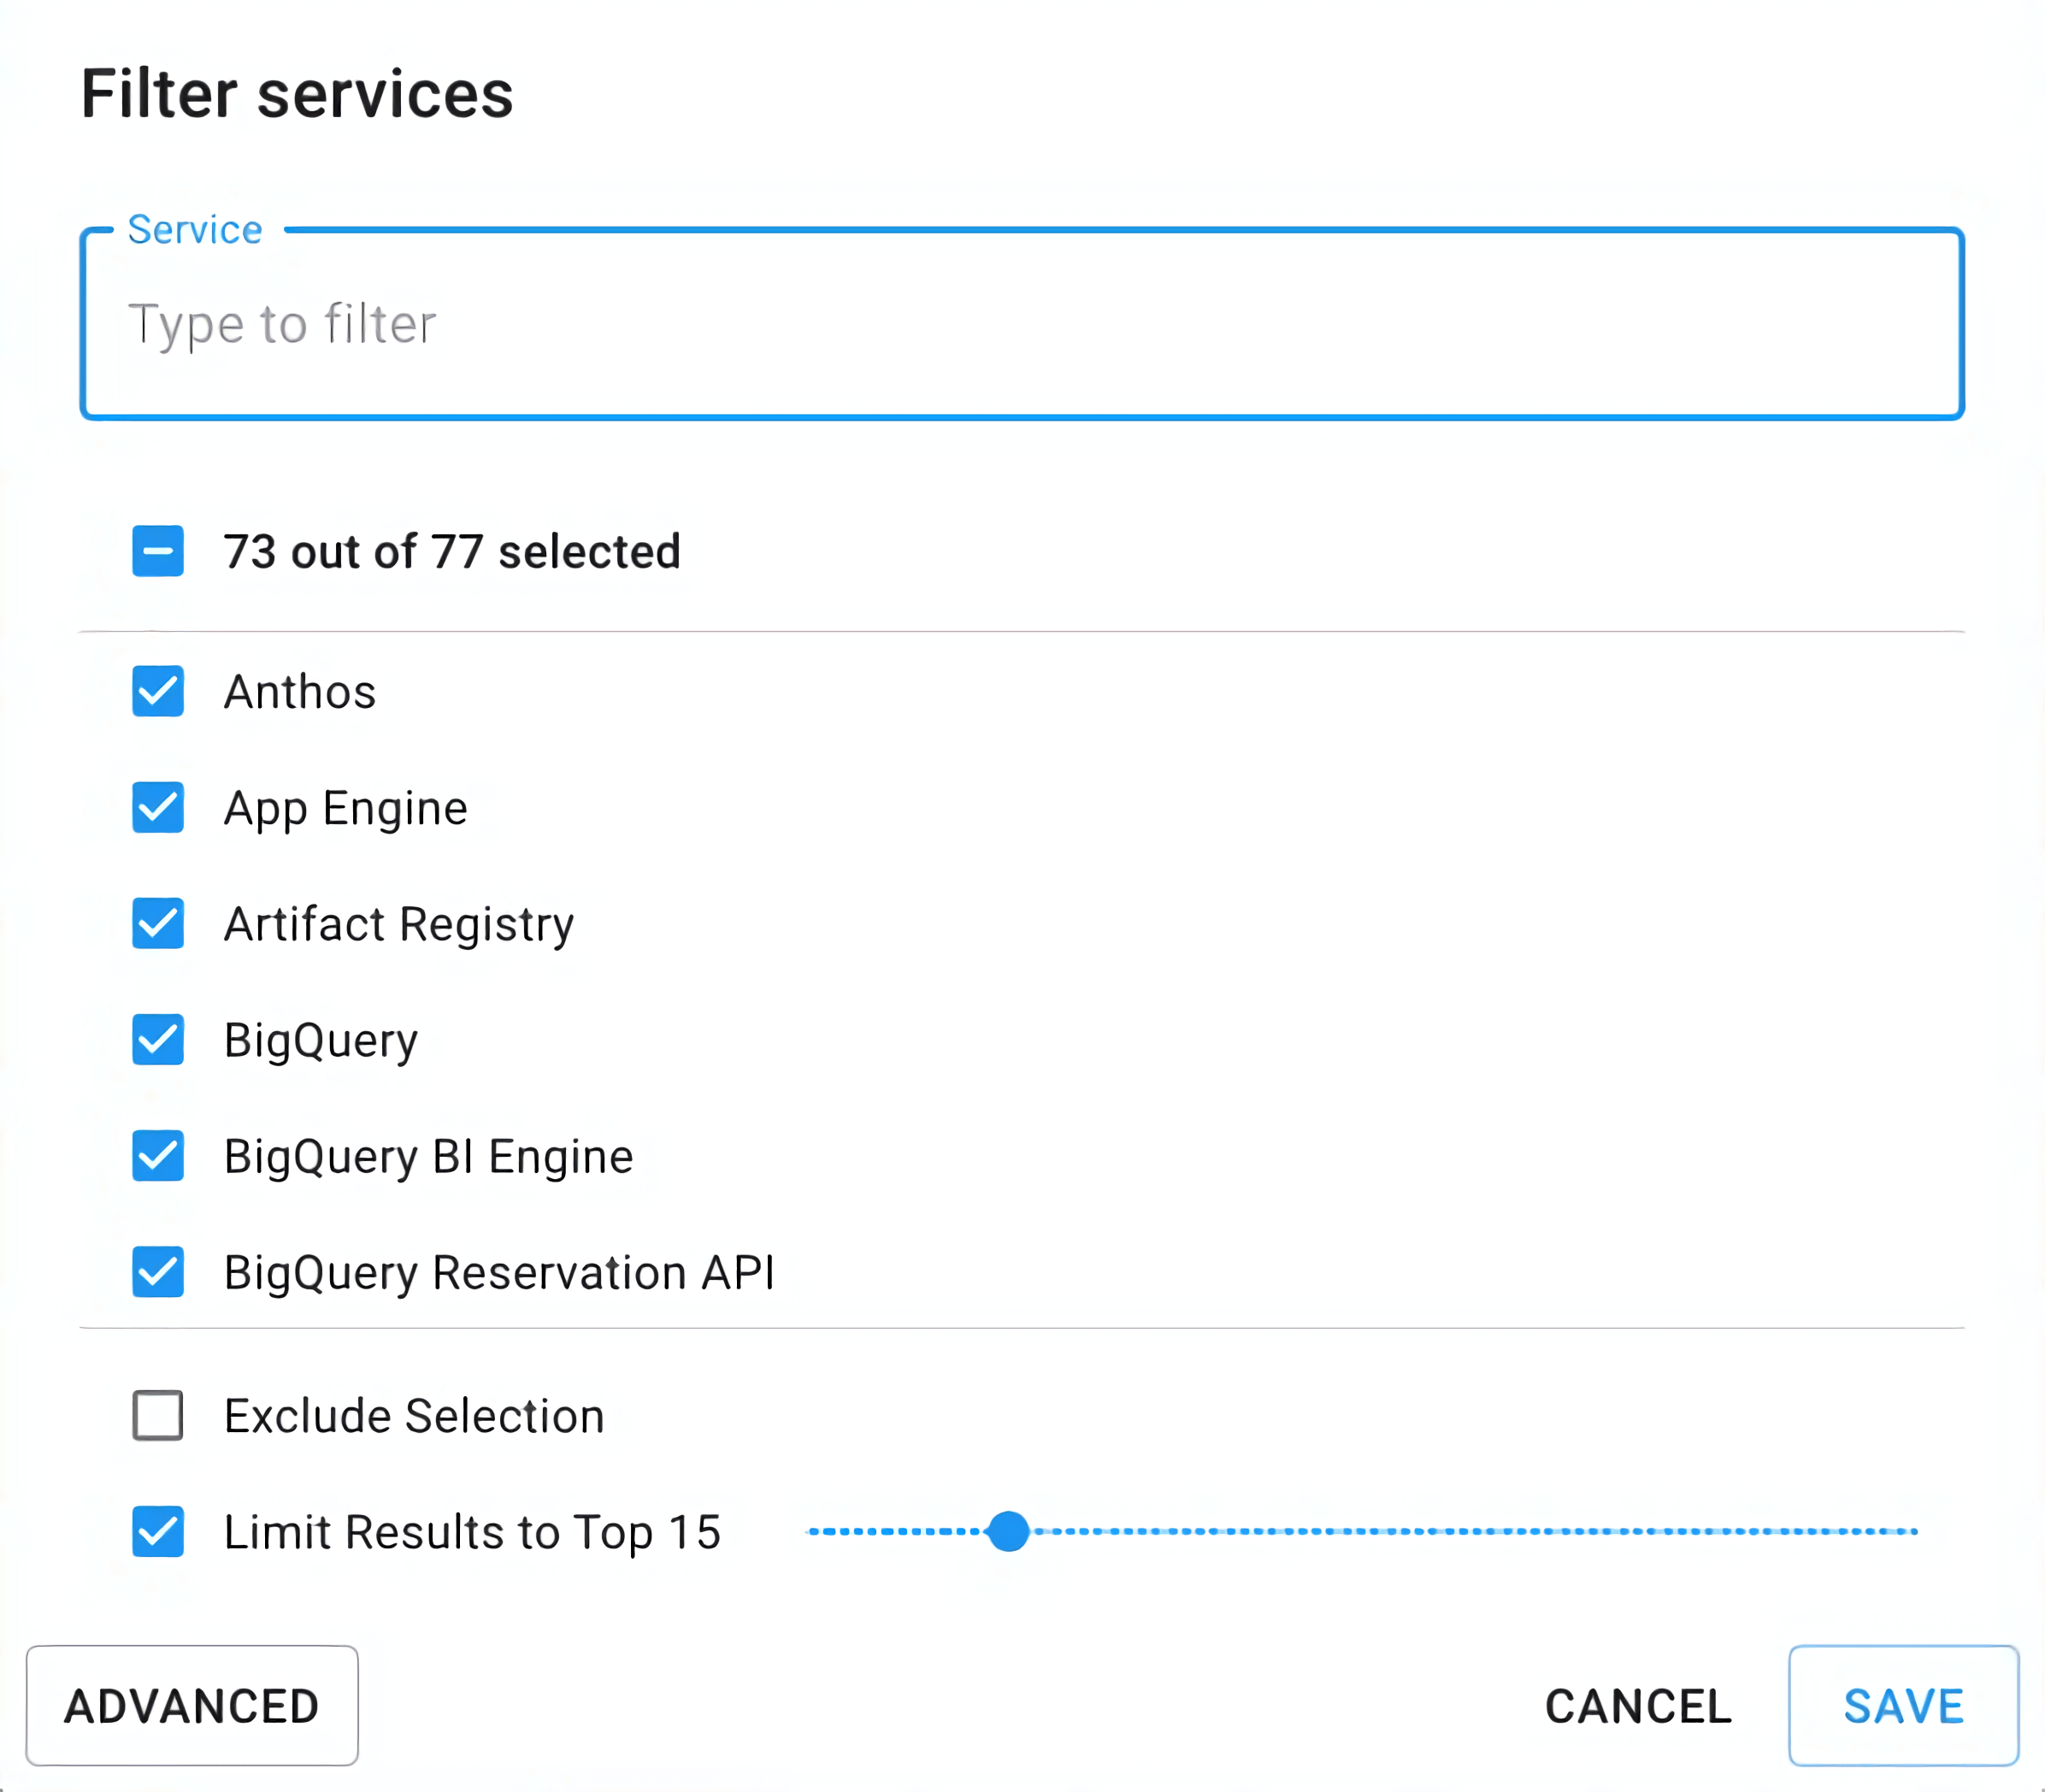 Filter services
Service
Type to filter
73 out of 77 selected
Anthos
App Engine
Artifact Registry
BigQuery
BigQuery BI Engine
BigQuery Reservation API
Exclude Selection
Limit Results to Top 15
ADVANCED CANCEL SAVE